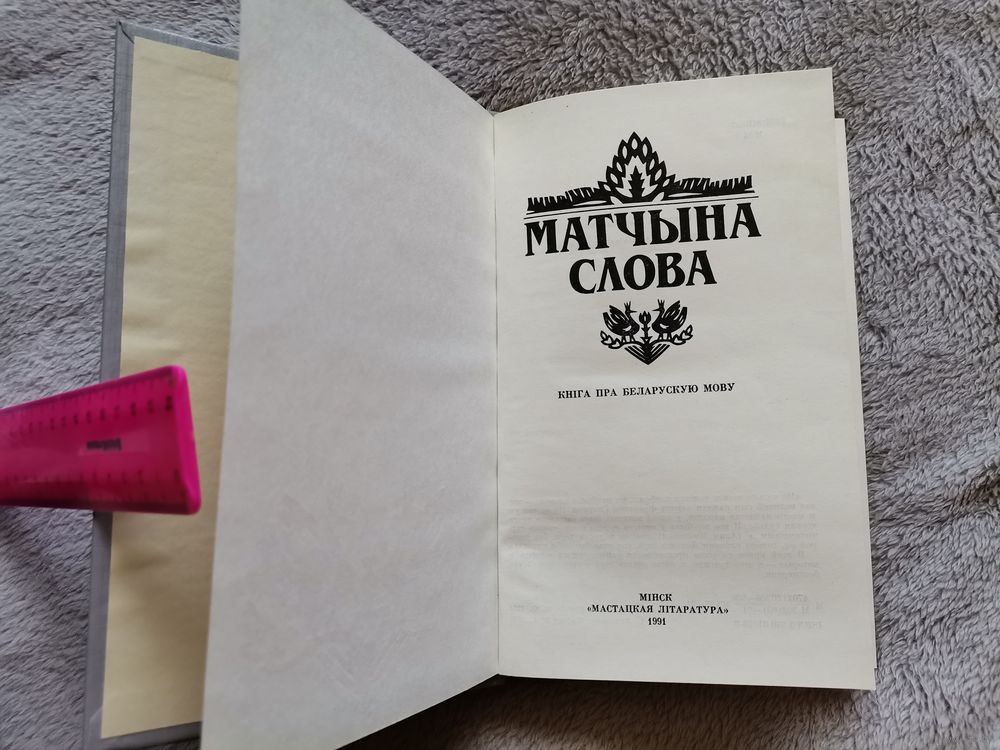 МАТЧЫНА
СЛОВА
КНІГА ПРА БЕЛАРУСКУЮ МОВУ
МІНСК
«МАСТАЦКАЯ ЛІТАРАТУРА»
1991